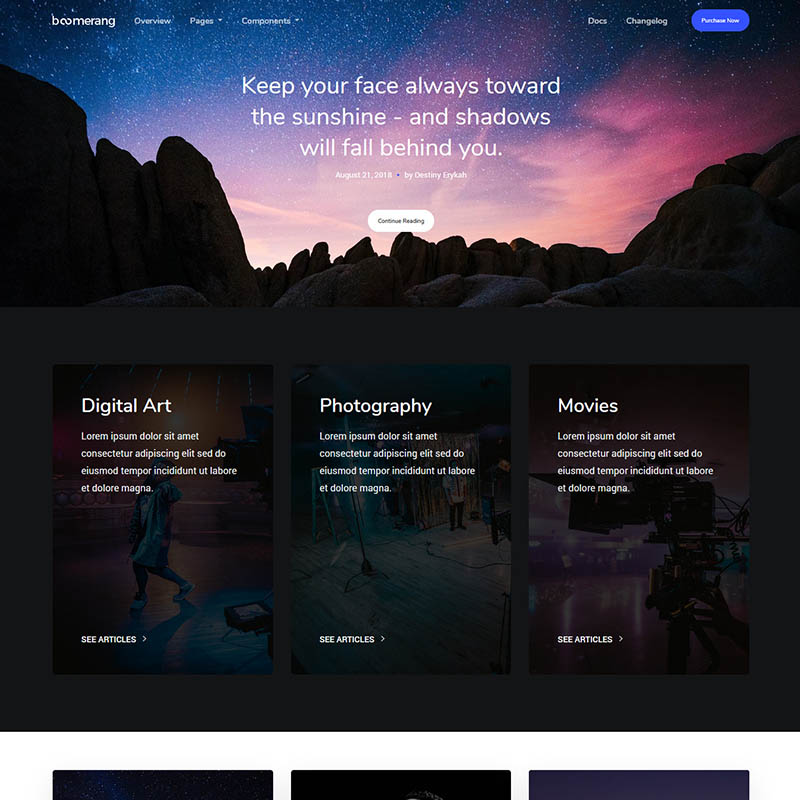 boomerang Overview Pages Components Docs Changelog Purchase Now
Keep your face always toward
the sunshine - and shadows
will fall behind you.
August 21, 2018 • by Destiny Erykah
Continue Reading
Digital Art
Lorem ipsum dolor sit amet
consectetur adipiscing elit sed do
eiusmod tempor incididunt ut labore
et dolore magna.
SEE ARTICLES
Photography
Lorem ipsum dolor sit amet
consectetur adipiscing elit sed do
eiusmod tempor incididunt ut labore
et dolore magna.
SEE ARTICLES
Movies
Lorem ipsum dolor sit amet
consectetur adipiscing elit sed do
eiusmod tempor incididunt ut labore
et dolore magna.
SEE ARTICLES